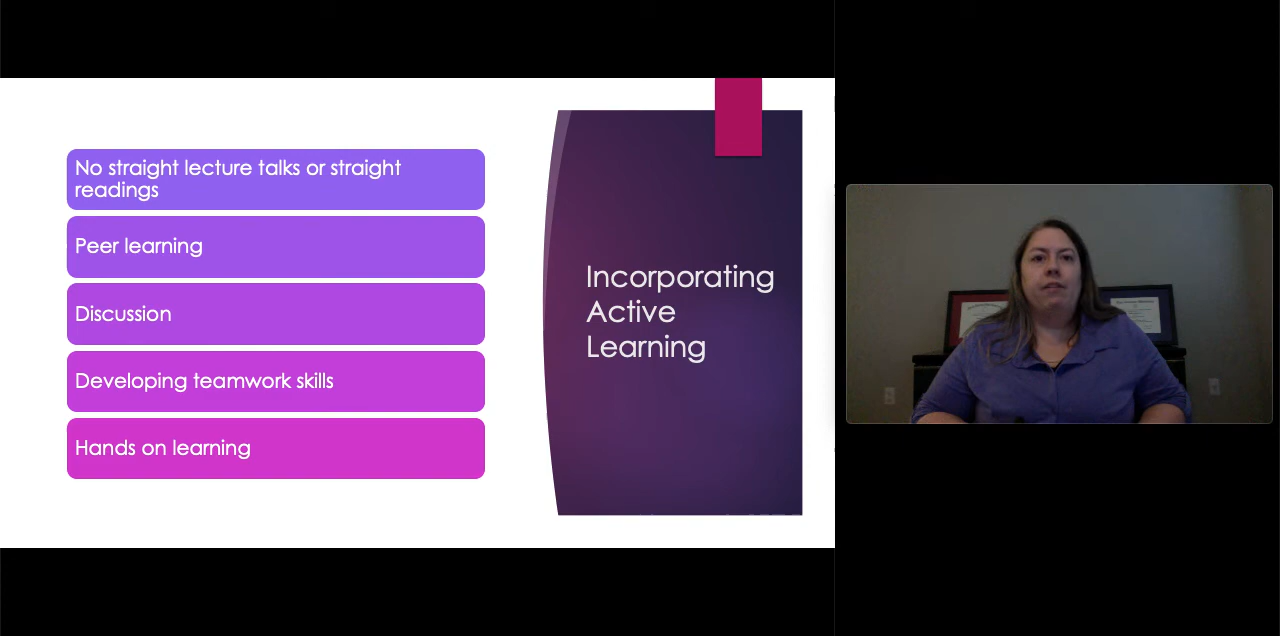 No straight lecture talks or straight
readings
Peer learning
Discussion
Developing teamwork skills
Hands on learning
Incorporating
Active
Learning